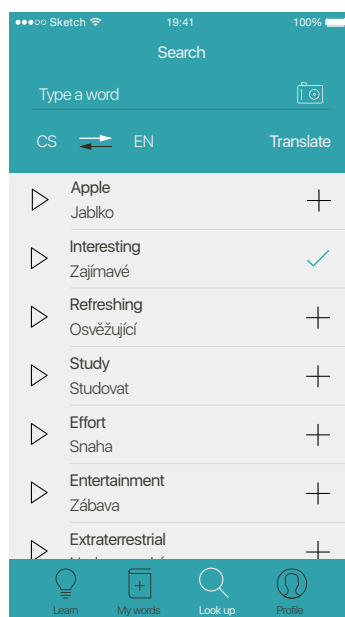 Sketch 19:41 100%
Search
Type a word
CS EN Translate
Apple
Jablko
Interesting
Zajímavé
Refreshing
Osvěžující
Study
Studovat
Effort
Snaha
Entertainment
Zábava
Extraterrestrial
Learn My words Look up Profile